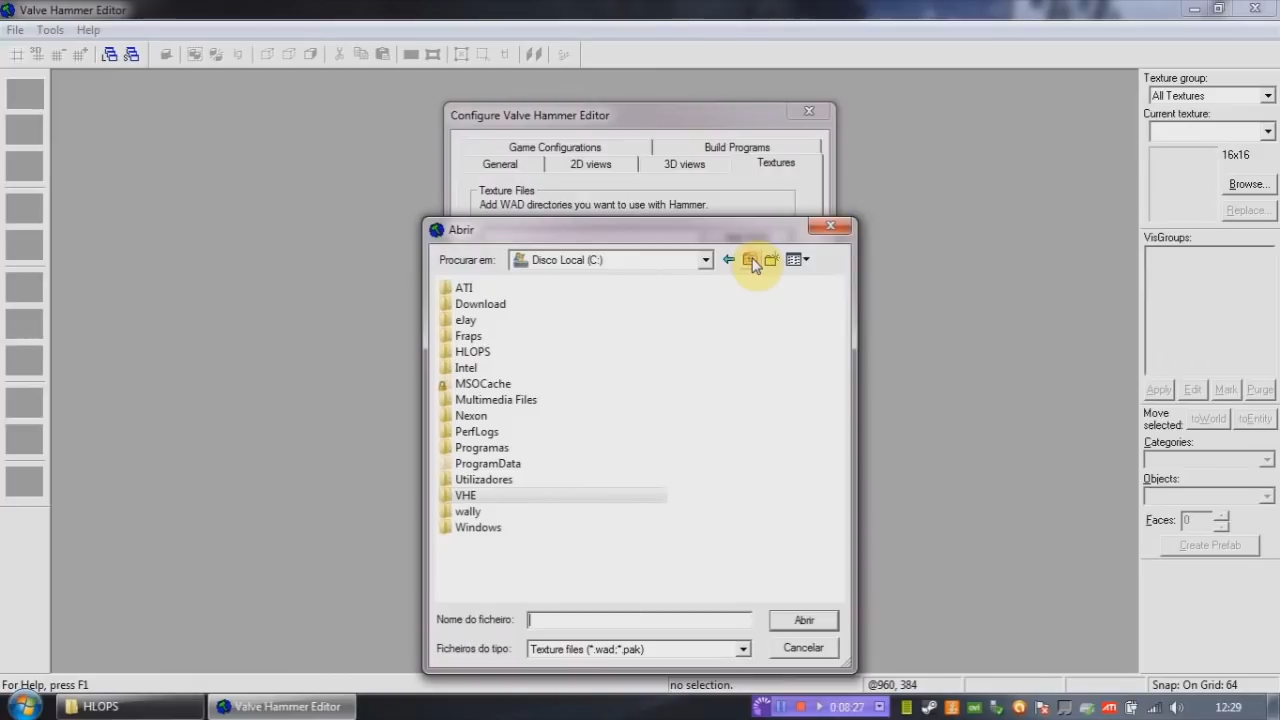 Valve Hammer Editor
File Tools Help
Texture group:
All Textures
Current texture:
16x16
Browse...
Replace...
VisGroups:
Apply Edit Mark Purge
Move selected:
toWorld toEntity
Categories:
Objects:
Faces: 0
Create Prefab
Configure Valve Hammer Editor
Game Configurations Build Programs
General 2D views 3D views Textures
Texture Files
Add WAD directories you want to use with Hammer.
Abrir
Procurar em: Disco Local (C:)
ATI
Download
eJay
Fraps
HLOPS
Intel
MSOCache
Multimedia Files
Nexon
PerfLogs
Programas
ProgramData
Utilizadores
VHE
wally
Windows
Nome do ficheiro: Abrir
Ficheiros do tipo: Texture files (*.wad;*.pak) Cancelar
For Help, press F1 no selection. @960, 384 Snap: On Grid: 64
HLOPS Valve Hammer Editor 0:08:27 12:29